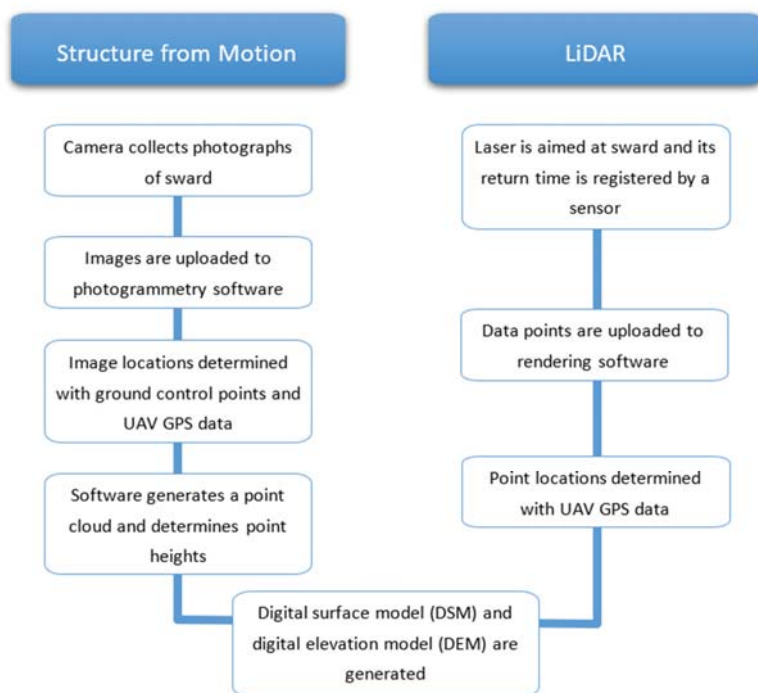 Structure from Motion
Camera collects photographs
of sward
Images are uploaded to
photogrammetry software
Image locations determined
with ground control points and
UAV GPS data
Software generates a point
cloud and determines point
heights
LiDAR
Laser is aimed at sward and its
return time is registered by a
sensor
Data points are uploaded to
rendering software
Point locations determined
with UAV GPS data
Digital surface model (DSM) and
digital elevation model (DEM) are
generated